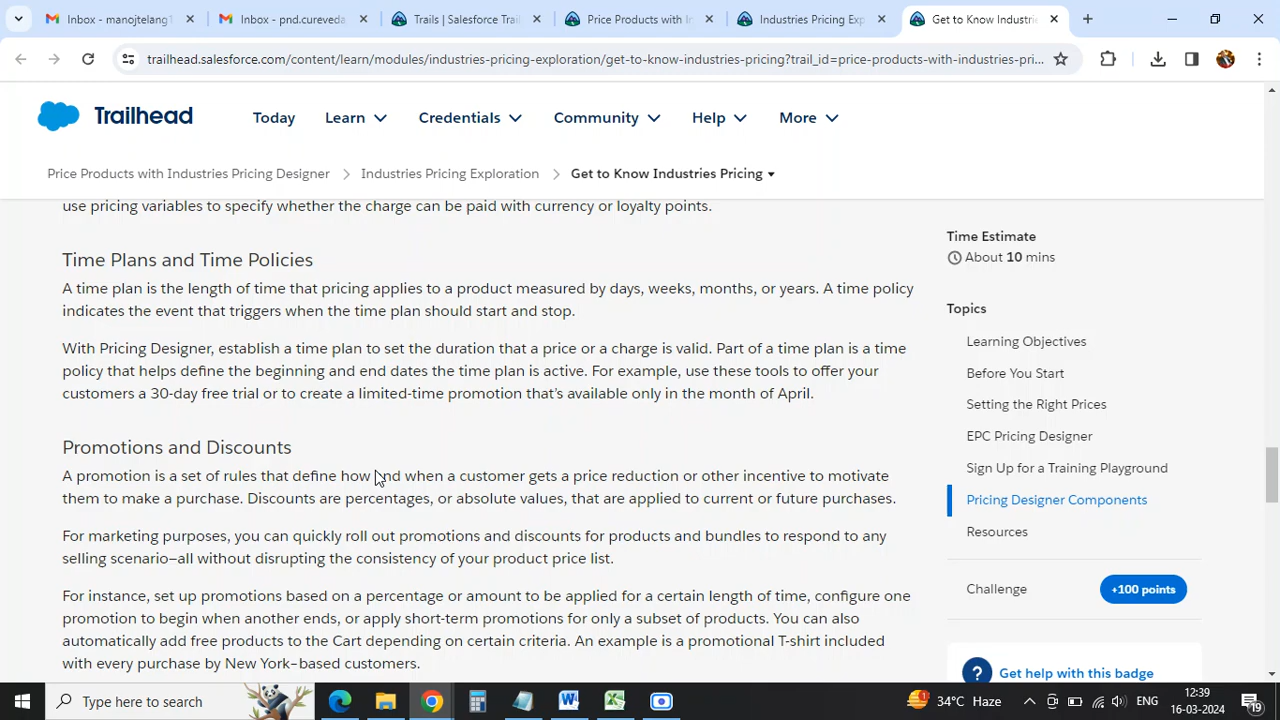 Inbox - manojtelang1
Inbox - pnd.cureveda
Trails | Salesforce Trai
Price Products with In
Industries Pricing Exp
Get to Know Industri
trailhead.salesforce.com/content/learn/modules/industries-pricing-exploration/get-to-know-industries-pricing?trail_id=price-products-with-industries-pri...
Trailhead
Today
Learn
Credentials
Community
Help
More
Price Products with Industries Pricing Designer
Industries Pricing Exploration
Get to Know Industries Pricing
use pricing variables to specify whether the charge can be paid with currency or loyalty points.
Time Plans and Time Policies
A time plan is the length of time that pricing applies to a product measured by days, weeks, months, or years. A time policy
indicates the event that triggers when the time plan should start and stop.
With Pricing Designer, establish a time plan to set the duration that a price or a charge is valid. Part of a time plan is a time
policy that helps define the beginning and end dates the time plan is active. For example, use these tools to offer your
customers a 30-day free trial or to create a limited-time promotion that's available only in the month of April.
Promotions and Discounts
A promotion is a set of rules that define how and when a customer gets a price reduction or other incentive to motivate
them to make a purchase. Discounts are percentages, or absolute values, that are applied to current or future purchases.
For marketing purposes, you can quickly roll out promotions and discounts for products and bundles to respond to any
selling scenario—all without disrupting the consistency of your product price list.
For instance, set up promotions based on a percentage or amount to be applied for a certain length of time, configure one
promotion to begin when another ends, or apply short-term promotions for only a subset of products. You can also
automatically add free products to the Cart depending on certain criteria. An example is a promotional T-shirt included
with every purchase by New York–based customers.
Time Estimate
About 10 mins
Topics
Learning Objectives
Before You Start
Setting the Right Prices
EPC Pricing Designer
Sign Up for a Training Playground
Pricing Designer Components
Resources
Challenge
+100 points
Get help with this badge
Type here to search
34°C Haze
ENG
12:39
16-03-2024
19